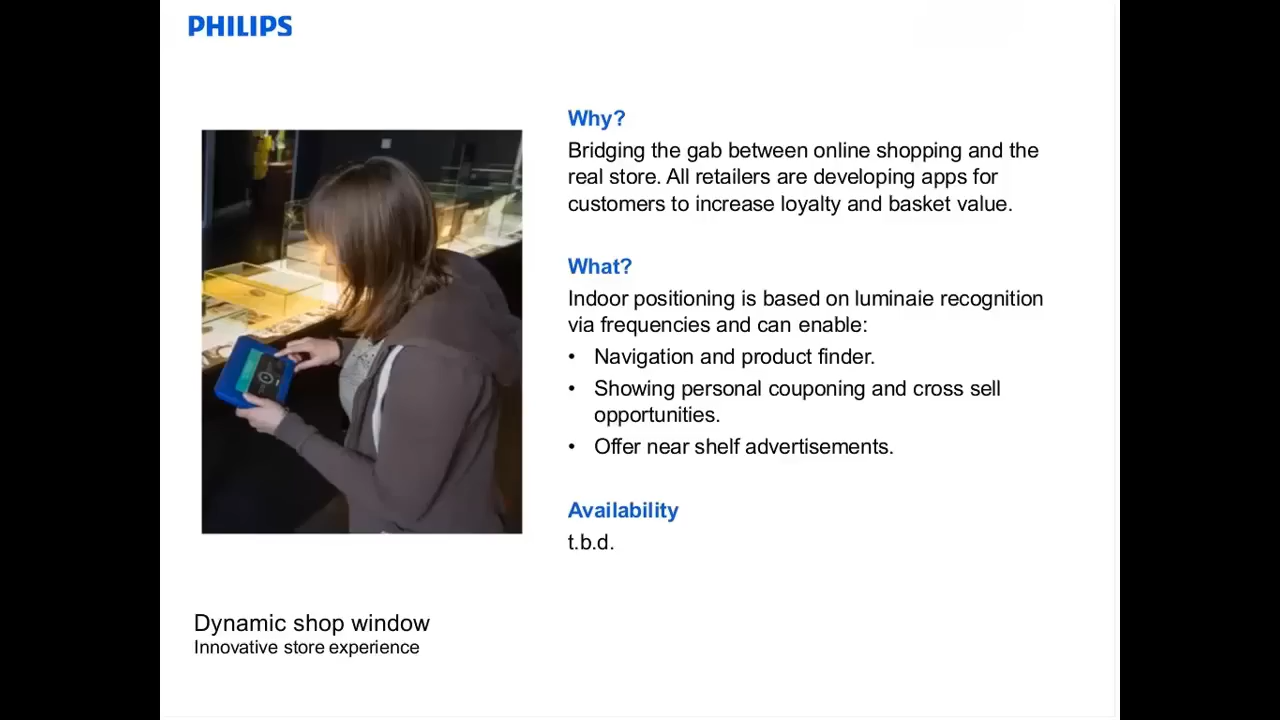 PHILIPS
Why?
Bridging the gab between online shopping and the
real store. All retailers are developing apps for
customers to increase loyalty and basket value.
What?
Indoor positioning is based on luminaie recognition
via frequencies and can enable:
• Navigation and product finder.
• Showing personal couponing and cross sell
opportunities.
• Offer near shelf advertisements.
Availability
t.b.d.
Dynamic shop window
Innovative store experience